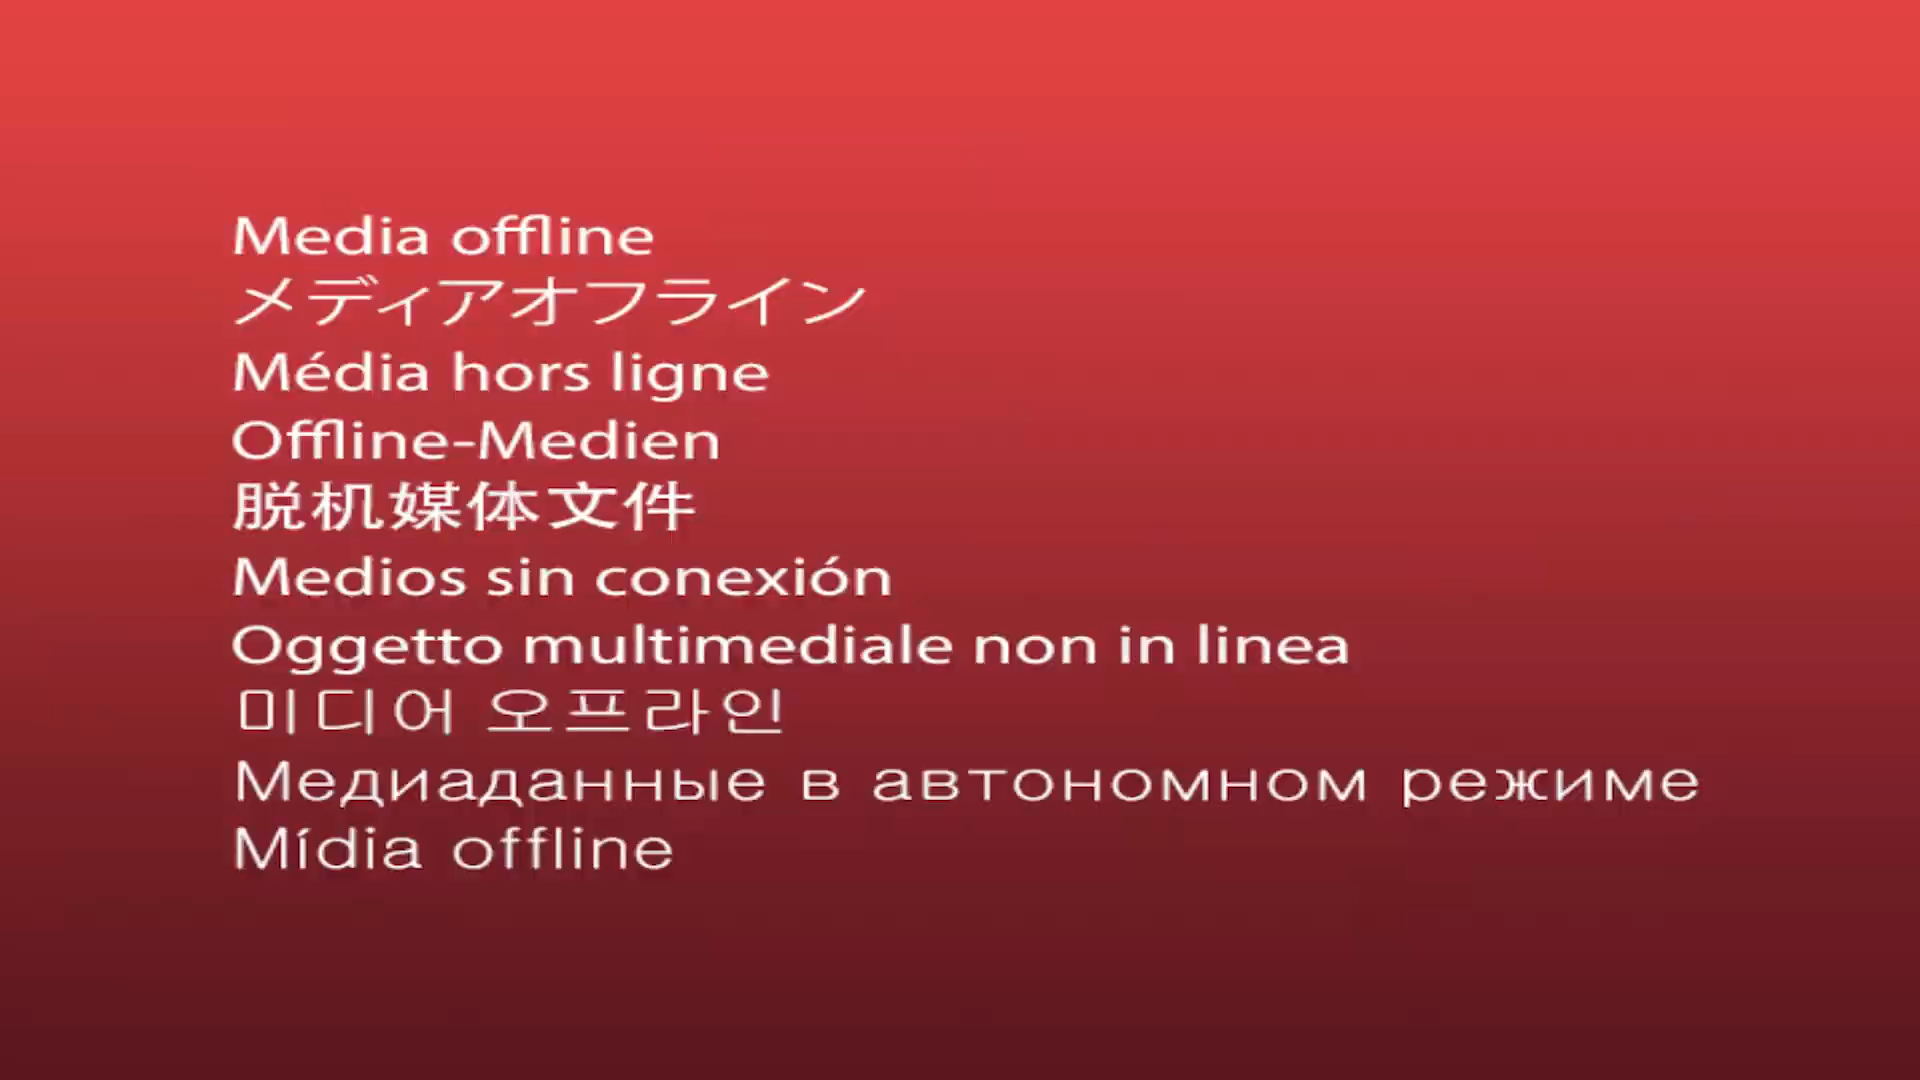 Media offline
メディアオフライン
Média hors ligne
Offline-Medien
脱机媒体文件
Medios sin conexión
Oggetto multimediale non in linea
미디어 오프라인
Медиаданные в автономном режиме
Mídia offline